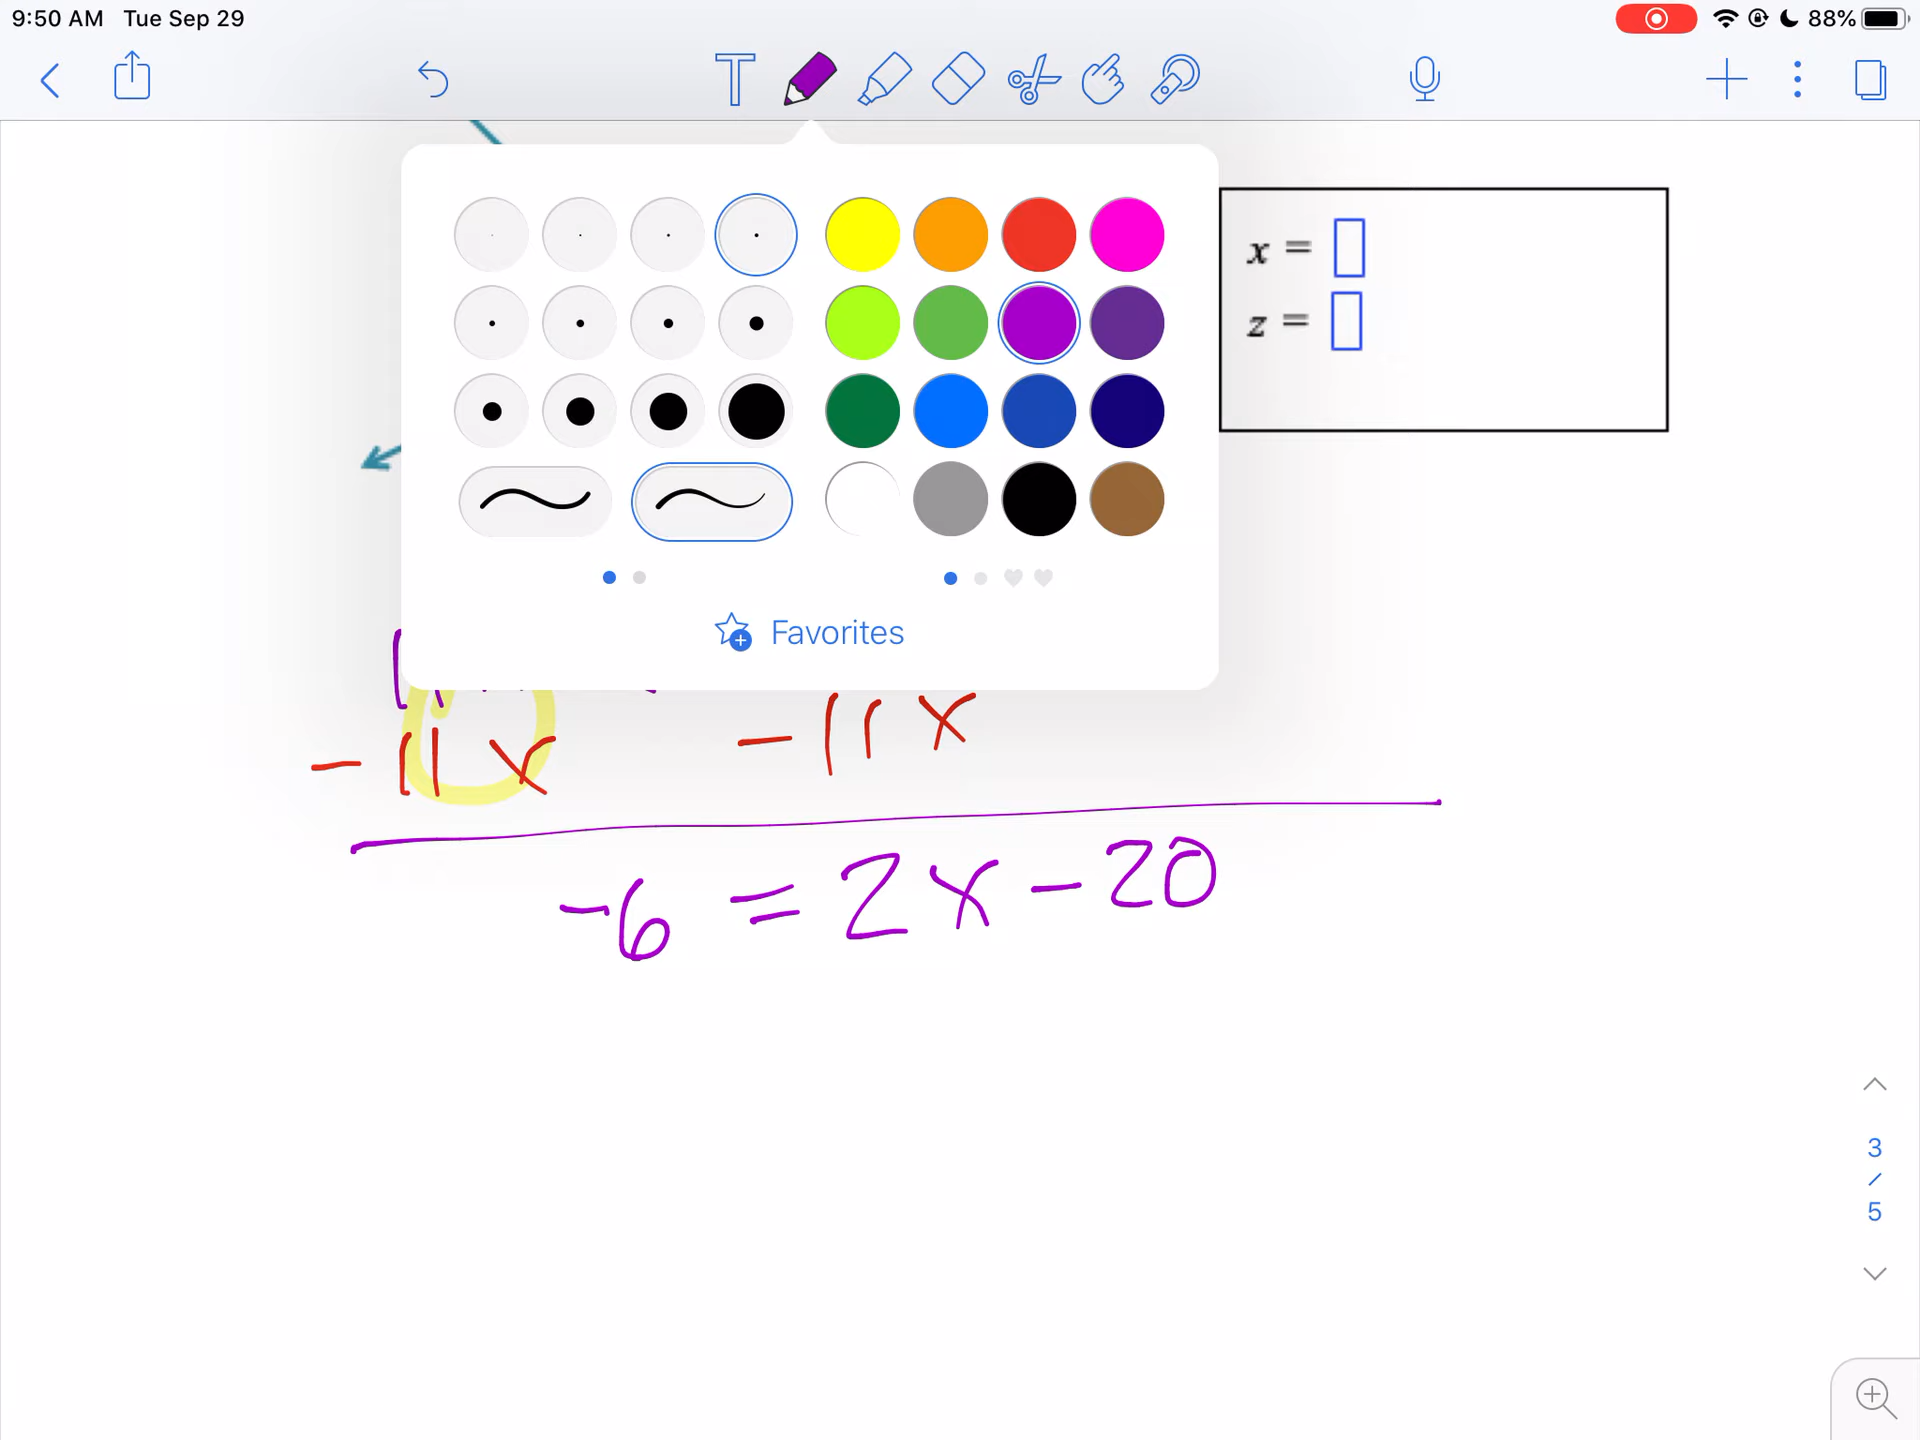 9:50 AM Tue Sep 29
88%
T
x =
z =
Favorites
- 11x - 11x
-6 = 2x - 20
3
/
5